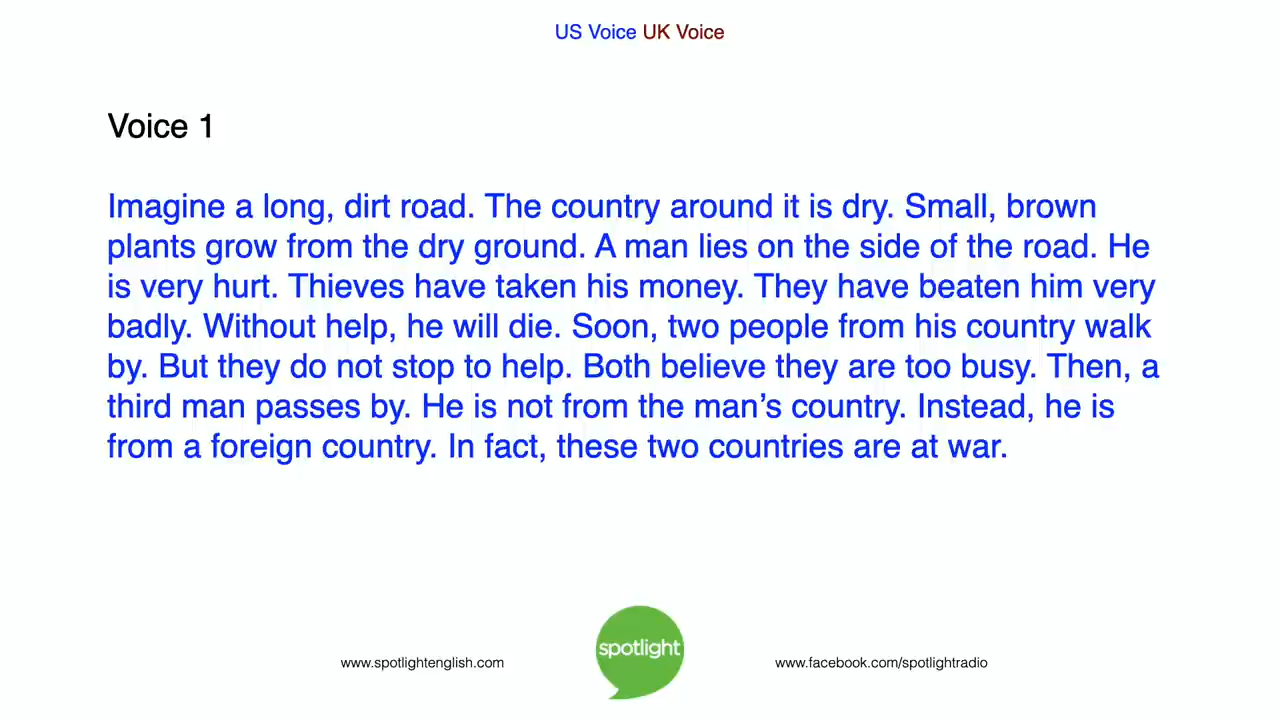 US Voice UK Voice
Voice 1
Imagine a long, dirt road. The country around it is dry. Small, brown
plants grow from the dry ground. A man lies on the side of the road. He
is very hurt. Thieves have taken his money. They have beaten him very
badly. Without help, he will die. Soon, two people from his country walk
by. But they do not stop to help. Both believe they are too busy. Then, a
third man passes by. He is not from the man’s country. Instead, he is
from a foreign country. In fact, these two countries are at war.
www.spotlightenglish.com
spotlight
www.facebook.com/spotlightradio